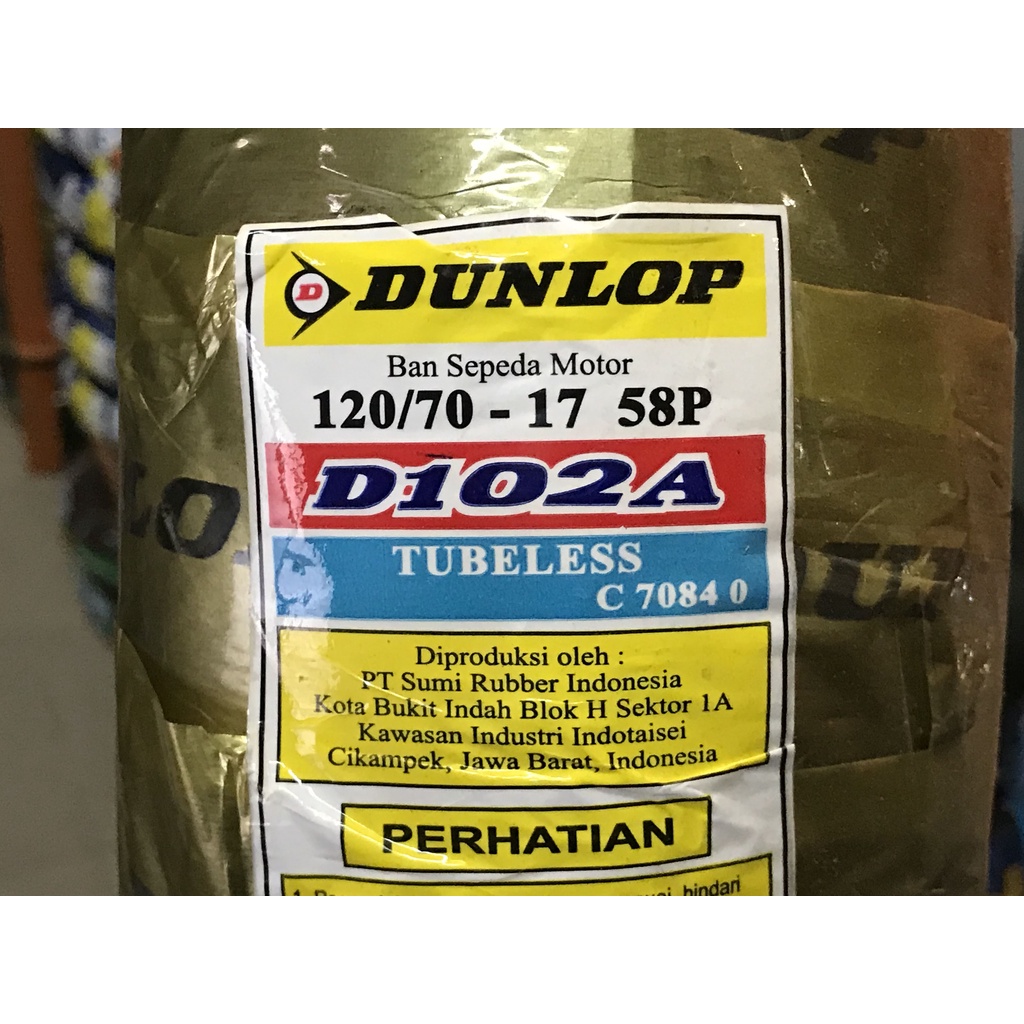 D DUNLOP
Ban Sepeda Motor
120/70 - 17 58P
D102A
TUBELESS
C 7084 0
Diproduksi oleh :
PT Sumi Rubber Indonesia
Kota Bukit Indah Blok H Sektor 1A
Kawasan Industri Indotaisei
Cikampek, Jawa Barat, Indonesia
PERHATIAN
hindari